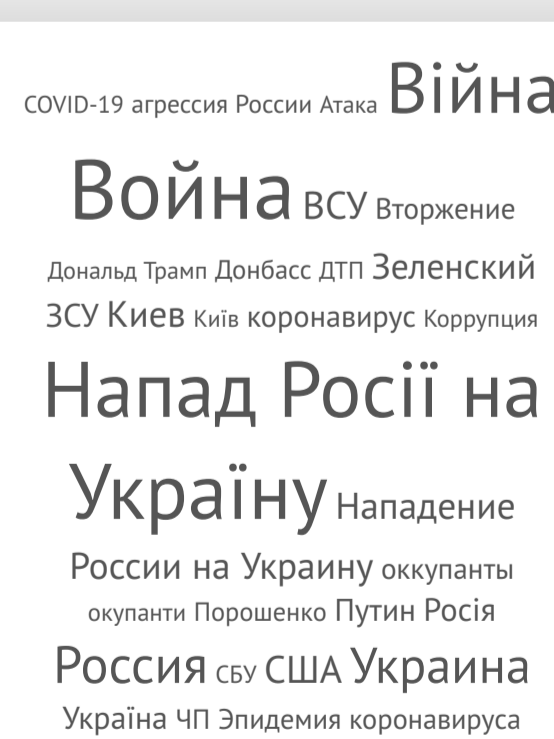 COVID-19 агрессия России Атака Війна
Война ВСУ Вторжение
Дональд Трамп Донбасс ДТП Зеленский
ЗСУ Киев Київ коронавирус Коррупция
Напад Росії на
Україну Нападение
России на Украину оккупанты
окупанти Порошенко Путин Росія
Россия СБУ США Украина
Україна ЧП Эпидемия коронавируса